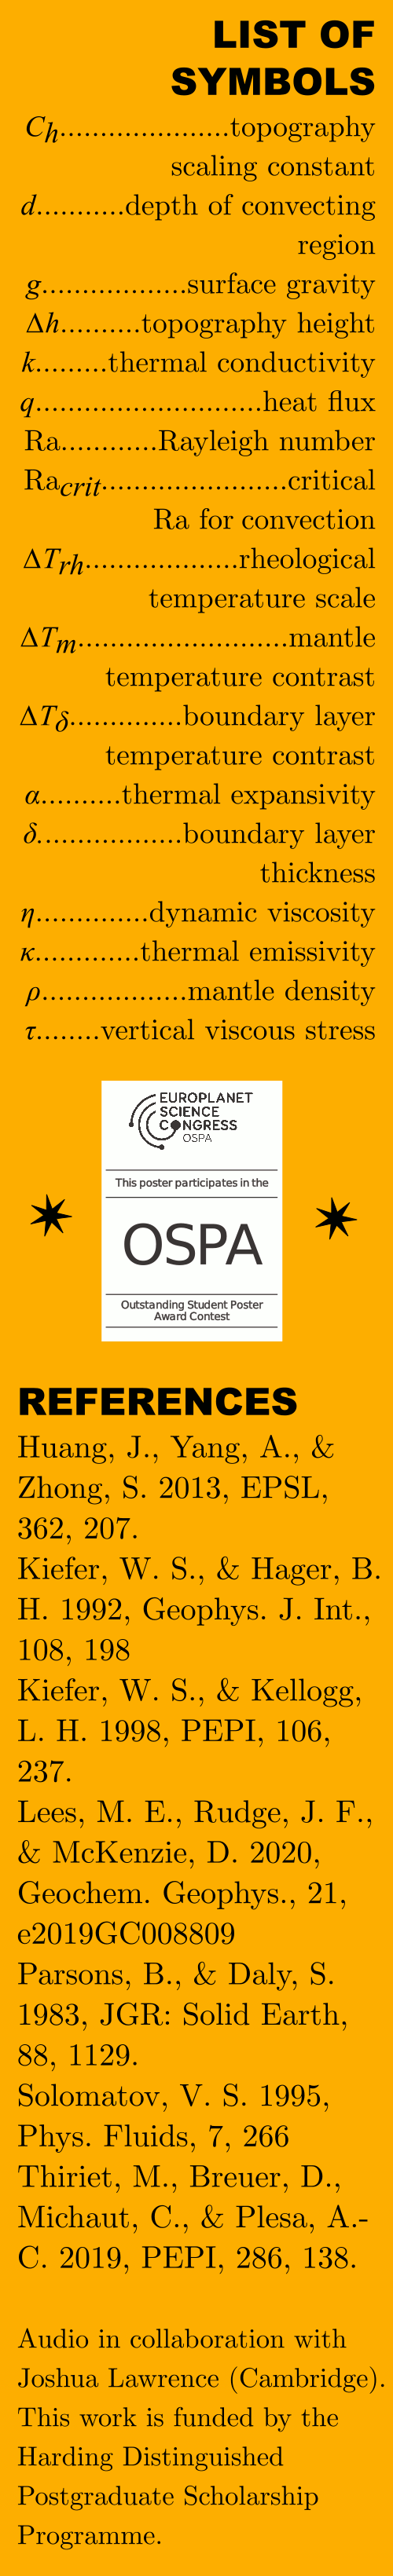 LIST OF
SYMBOLS
C_h.....................topography
scaling constant
d...........depth of convecting
region
g..................surface gravity
Δh..........topography height
k.........thermal conductivity
q............................heat flux
Ra............Rayleigh number
Ra_crit.......................critical
Ra for convection
ΔT_rh...................rheological
temperature scale
ΔT_m..........................mantle
temperature contrast
ΔT_δ..............boundary layer
temperature contrast
α..........thermal expansivity
δ..................boundary layer
thickness
η..............dynamic viscosity
κ.............thermal emissivity
ρ..................mantle density
τ........vertical viscous stress
EUROPLANET
SCIENCE
CONGRESS
OSPA
This poster participates in the
OSPA
Outstanding Student Poster
Award Contest
REFERENCES
Huang, J., Yang, A., &
Zhong, S. 2013, EPSL,
362, 207.
Kiefer, W. S., & Hager, B.
H. 1992, Geophys. J. Int.,
108, 198
Kiefer, W. S., & Kellogg,
L. H. 1998, PEPI, 106,
237.
Lees, M. E., Rudge, J. F.,
& McKenzie, D. 2020,
Geochem. Geophys., 21,
e2019GC008809
Parsons, B., & Daly, S.
1983, JGR: Solid Earth,
88, 1129.
Solomatov, V. S. 1995,
Phys. Fluids, 7, 266
Thiriet, M., Breuer, D.,
Michaut, C., & Plesa, A.-
C. 2019, PEPI, 286, 138.
Audio in collaboration with
Joshua Lawrence (Cambridge).
This work is funded by the
Harding Distinguished
Postgraduate Scholarship
Programme.